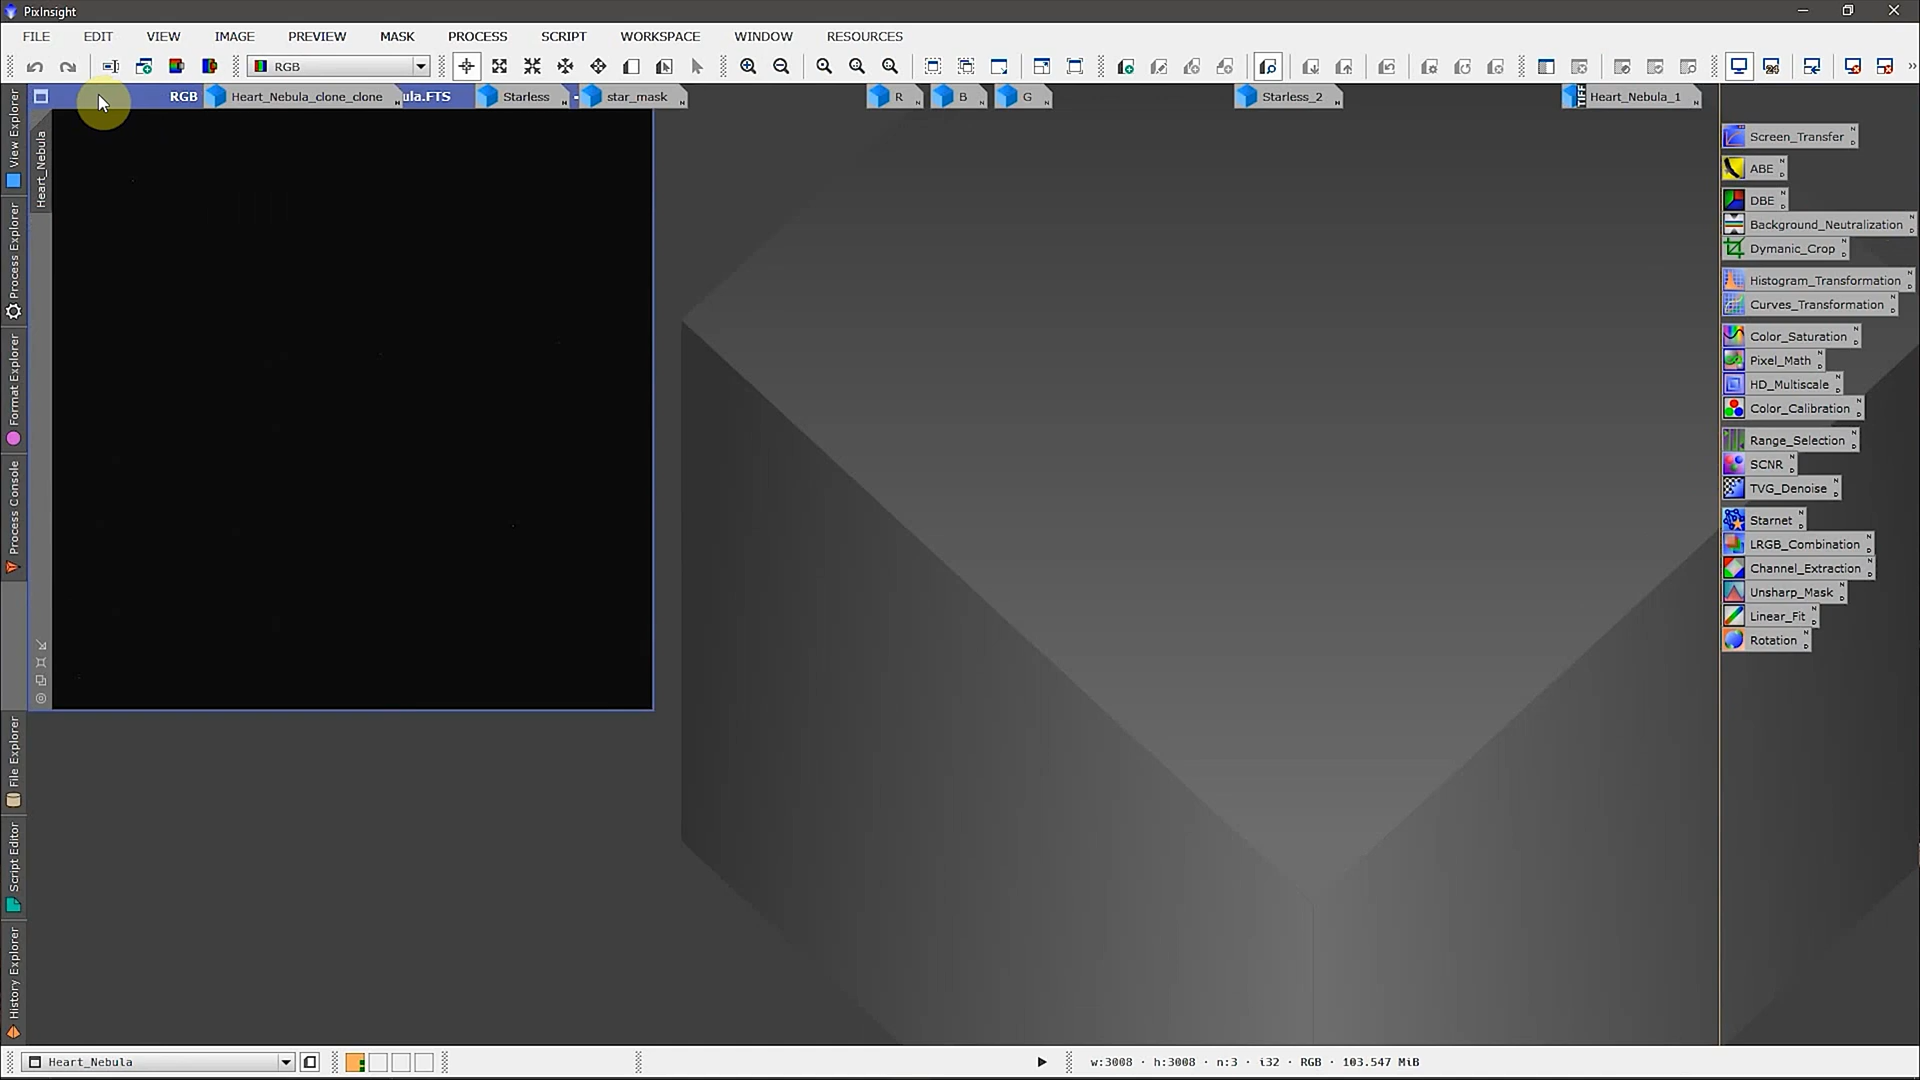 PixInsight
FILE EDIT VIEW IMAGE PREVIEW MASK PROCESS SCRIPT WORKSPACE WINDOW RESOURCES
RGB
RGB Heart_Nebula_clone_clone ula.FTS Starless star_mask R B G Starless_2 Heart_Nebula_1
View Explorer
Process Explorer
Format Explorer
Process Console
File Explorer
Script Editor
History Explorer
Heart_Nebula
Screen_Transfer
ABE
DBE
Background_Neutralization
Dymanic_Crop
Histogram_Transformation
Curves_Transformation
Color_Saturation
Pixel_Math
HD_Multiscale
Color_Calibration
Range_Selection
SCNR
TVG_Denoise
Starnet
LRGB_Combination
Channel_Extraction
Unsharp_Mask
Linear_Fit
Rotation
Heart_Nebula
w:3008 · h:3008 · n:3 · i32 · RGB · 103.547 MiB